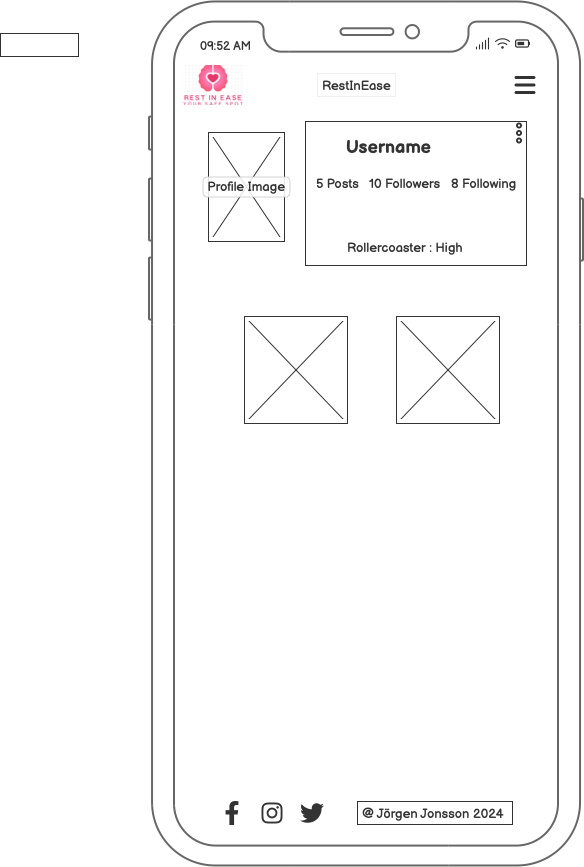 09:52 AM
REST IN EASE
YOUR SAFE SPOT
RestInEase
Profile Image
Username
5 Posts 10 Followers 8 Following
Rollercoaster : High
@ Jörgen Jonsson 2024